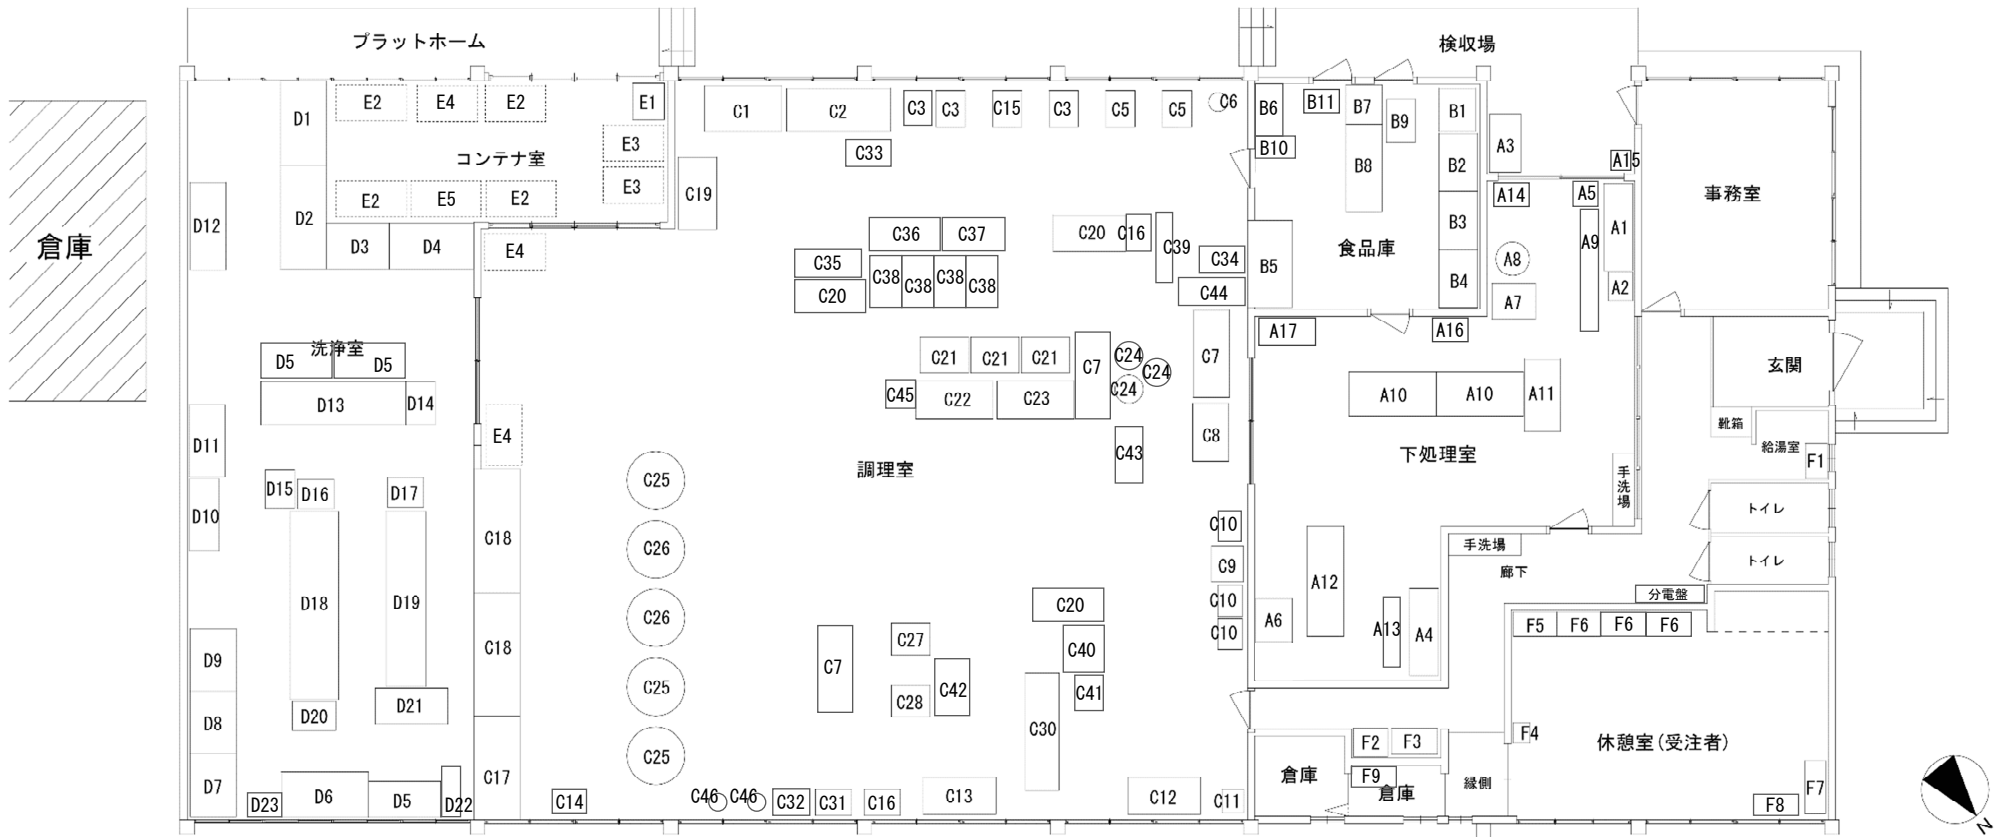 プラットホーム
検収場
E2
E4
E2
E1
C1
C2
C3
C3
C15
C3
C5
C5
C6
B6
B11
B7
B9
B1
D1
コンテナ室
E3
C33
B10
B8
B2
A3
A15
E3
C19
D12
D2
E2
E5
E2
A14
A5
事務室
倉庫
D3
D4
E4
C36
C37
C20
C16
C39
C34
B5
食品庫
B3
A9
A1
C35
C38
C38
C38
C38
C20
C44
B4
A8
A2
A7
洗浄室
D5
D5
C21
C21
C21
C7
C24
C24
C24
C7
A17
A16
玄関
D13
D14
C45
C22
C23
A10
A10
A11
靴箱
D11
E4
C43
C8
下処理室
給湯室
F1
調理室
手洗場
D15
D16
D17
C25
D10
トイレ
C10
C18
C26
手洗場
C9
廊下
トイレ
D18
D19
A12
C10
C20
分電盤
A6
A13
A4
C26
C10
F5
F6
F6
F6
C18
C27
C40
D9
C7
C42
C41
C25
C28
D21
D20
D8
C30
F2
F3
F4
休憩室(受注者)
C25
C17
倉庫
F9
倉庫
縁側
D7
D23
D6
D5
D22
C14
C46
C46
C32
C31
C16
C13
C12
C11
F8
F7
N